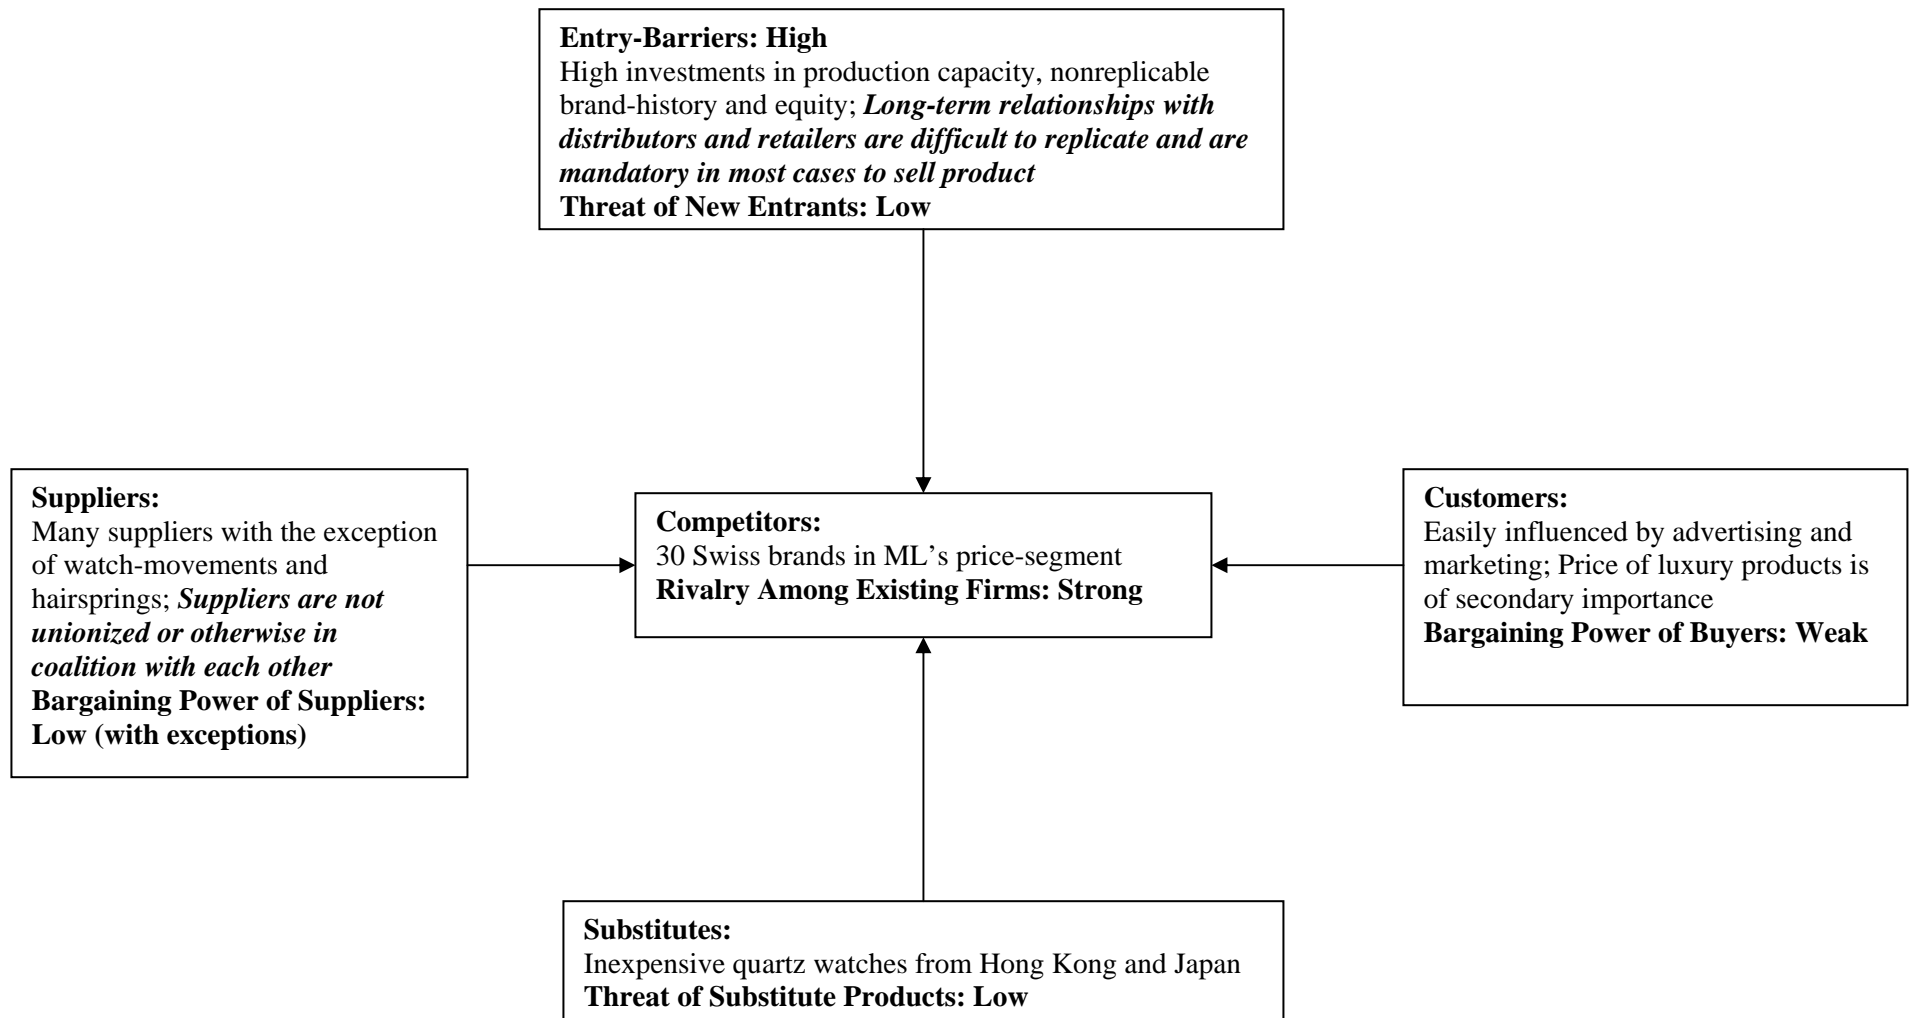 Entry-Barriers: High
High investments in production capacity, nonreplicable
brand-history and equity; Long-term relationships with
distributors and retailers are difficult to replicate and are
mandatory in most cases to sell product
Threat of New Entrants: Low
Suppliers:
Many suppliers with the exception
of watch-movements and
hairsprings; Suppliers are not
unionized or otherwise in
coalition with each other
Bargaining Power of Suppliers:
Low (with exceptions)
Competitors:
30 Swiss brands in ML’s price-segment
Rivalry Among Existing Firms: Strong
Customers:
Easily influenced by advertising and
marketing; Price of luxury products is
of secondary importance
Bargaining Power of Buyers: Weak
Substitutes:
Inexpensive quartz watches from Hong Kong and Japan
Threat of Substitute Products: Low